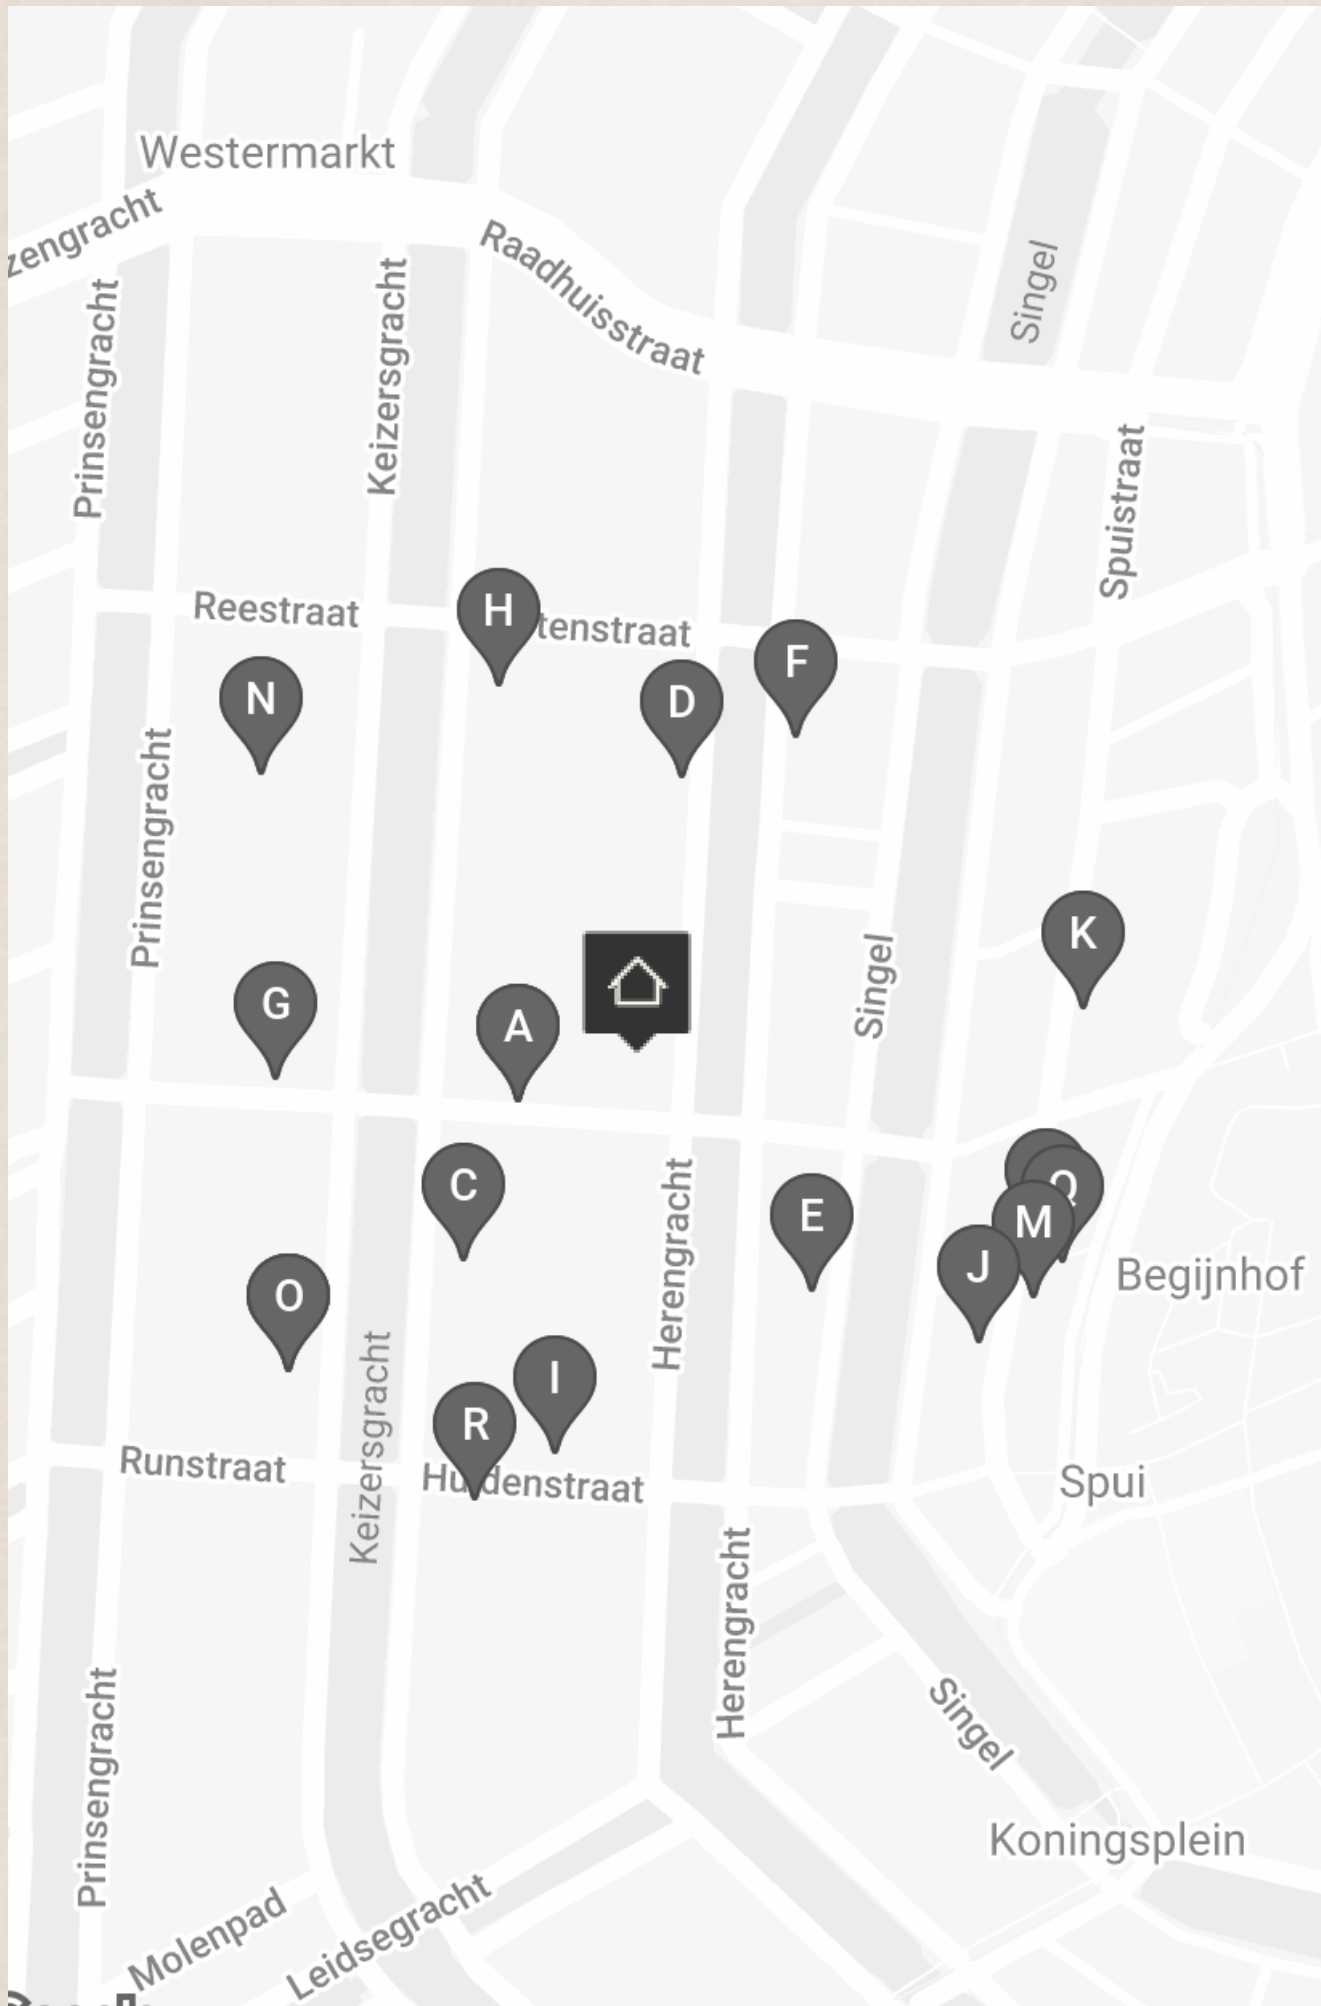 Westermarkt
zengracht
Raadhuisstraat
Singel
Prinsengracht
Keizersgracht
Spuistraat
Reestraat
H
tenstraat
F
N
D
Prinsengracht
K
Singel
G
A
C
Q
E
M
J
Herengracht
Begijnhof
O
I
R
Keizersgracht
Runstraat
Hu denstraat
Spui
Herengracht
Singel
Prinsengracht
Koningsplein
Molenpad
Leidsegracht